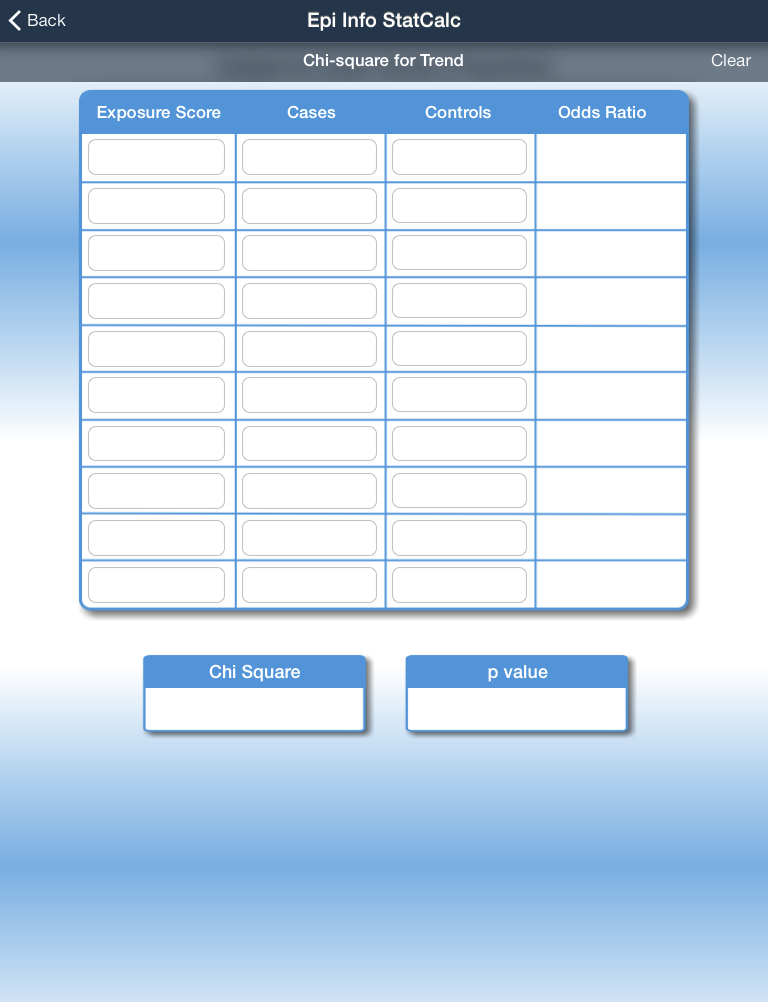 Back
Epi Info StatCalc
Chi-square for Trend
Clear
Exposure Score Cases Controls Odds Ratio
Chi Square
p value